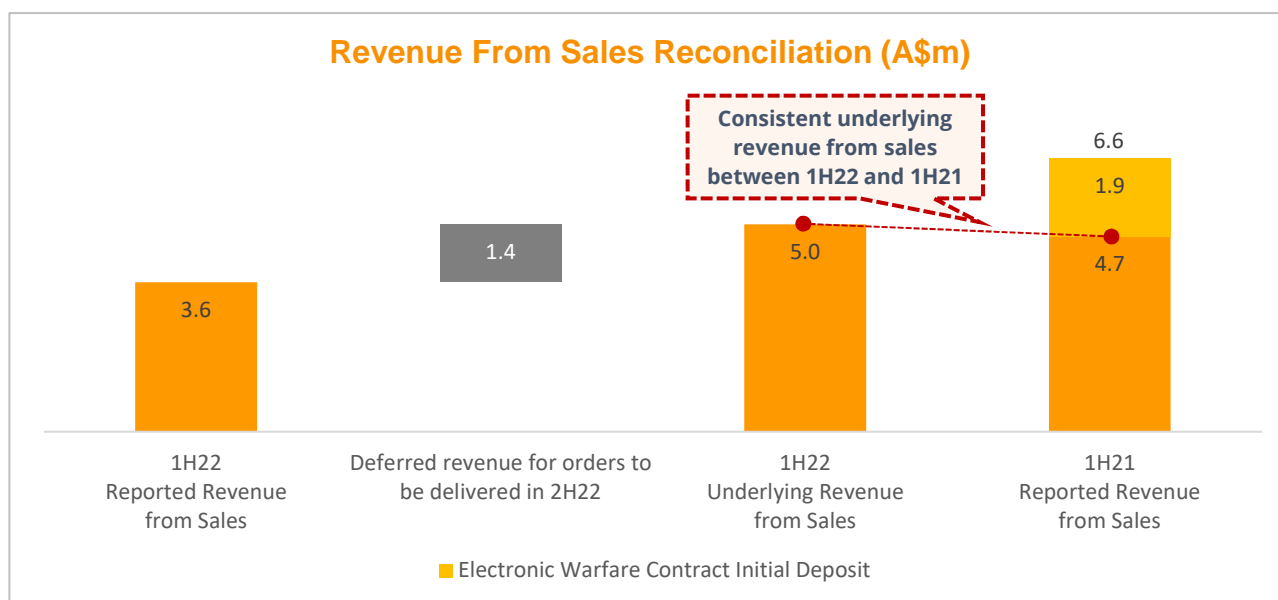 Revenue From Sales Reconciliation (A$m)
Consistent underlying
revenue from sales
between 1H22 and 1H21
6.6
1.9
1.4
5.0
4.7
3.6
1H22
Reported Revenue
from Sales
Deferred revenue for orders to
be delivered in 2H22
1H22
Underlying Revenue
from Sales
1H21
Reported Revenue
from Sales
Electronic Warfare Contract Initial Deposit